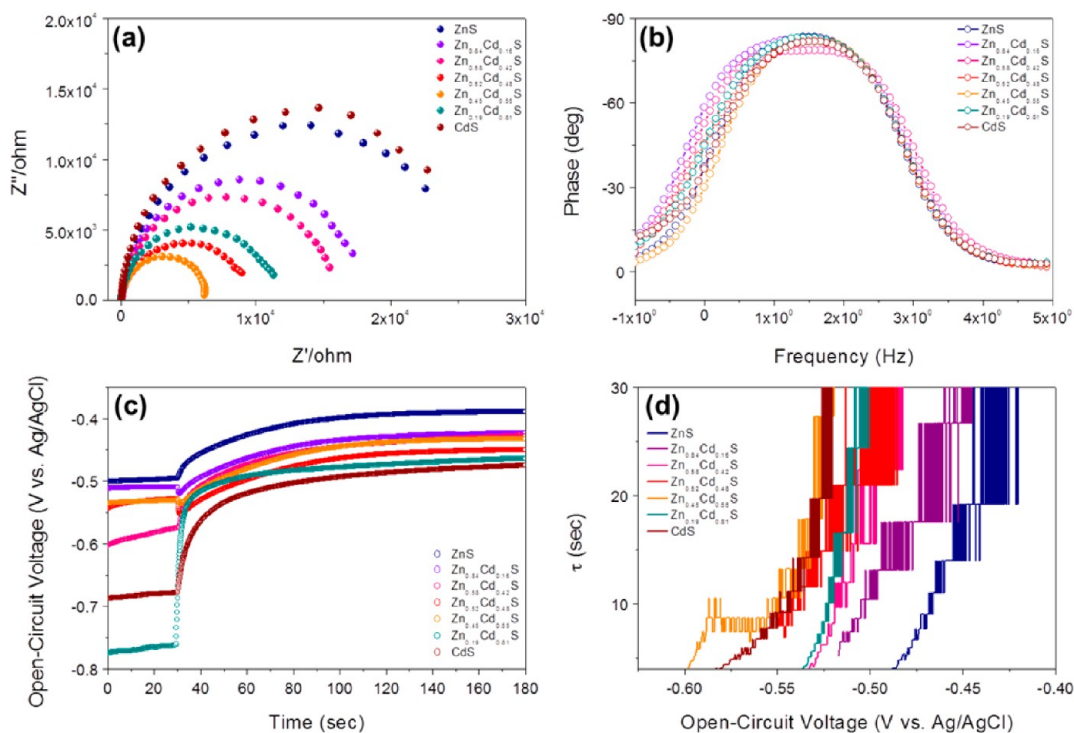 (a)
2.0x10⁴
1.5x10⁴
1.0x10⁴
5.0x10³
0.0
Z''/ohm
ZnS
Zn₀.₈₄Cd₀.₁₆S
Zn₀.₅₈Cd₀.₄₂S
Zn₀.₅₂Cd₀.₄₈S
Zn₀.₄₅Cd₀.₅₅S
Zn₀.₁₉Cd₀.₈₁S
CdS
0 1x10⁴ 2x10⁴ 3x10⁴
Z'/ohm
(b)
-90
-60
-30
0
Phase (deg)
ZnS
Zn₀.₈₄Cd₀.₁₆S
Zn₀.₅₈Cd₀.₄₂S
Zn₀.₅₂Cd₀.₄₈S
Zn₀.₄₅Cd₀.₅₅S
Zn₀.₁₉Cd₀.₈₁S
CdS
-1x10⁰ 0 1x10⁰ 2x10⁰ 3x10⁰ 4x10⁰ 5x10⁰
Frequency (Hz)
(c)
-0.4
-0.5
-0.6
-0.7
-0.8
Open-Circuit Voltage (V vs. Ag/AgCl)
ZnS
Zn₀.₈₄Cd₀.₁₆S
Zn₀.₅₈Cd₀.₄₂S
Zn₀.₅₂Cd₀.₄₈S
Zn₀.₄₅Cd₀.₅₅S
Zn₀.₁₉Cd₀.₈₁S
CdS
0 20 40 60 80 100 120 140 160 180
Time (sec)
(d)
30
20
10
τ (sec)
ZnS
Zn₀.₈₄Cd₀.₁₆S
Zn₀.₅₈Cd₀.₄₂S
Zn₀.₅₂Cd₀.₄₈S
Zn₀.₄₅Cd₀.₅₅S
Zn₀.₁₉Cd₀.₈₁S
CdS
-0.60 -0.55 -0.50 -0.45 -0.40
Open-Circuit Voltage (V vs. Ag/AgCl)